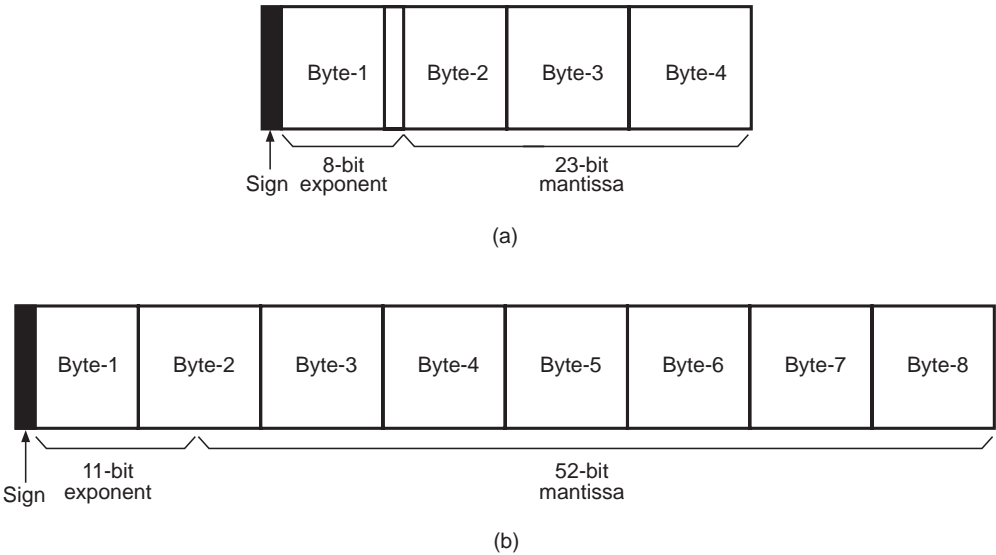 Byte-1 Byte-2 Byte-3 Byte-4
8-bit 23-bit
Sign exponent mantissa
(a)
Byte-1 Byte-2 Byte-3 Byte-4 Byte-5 Byte-6 Byte-7 Byte-8
11-bit 52-bit
Sign exponent mantissa
(b)